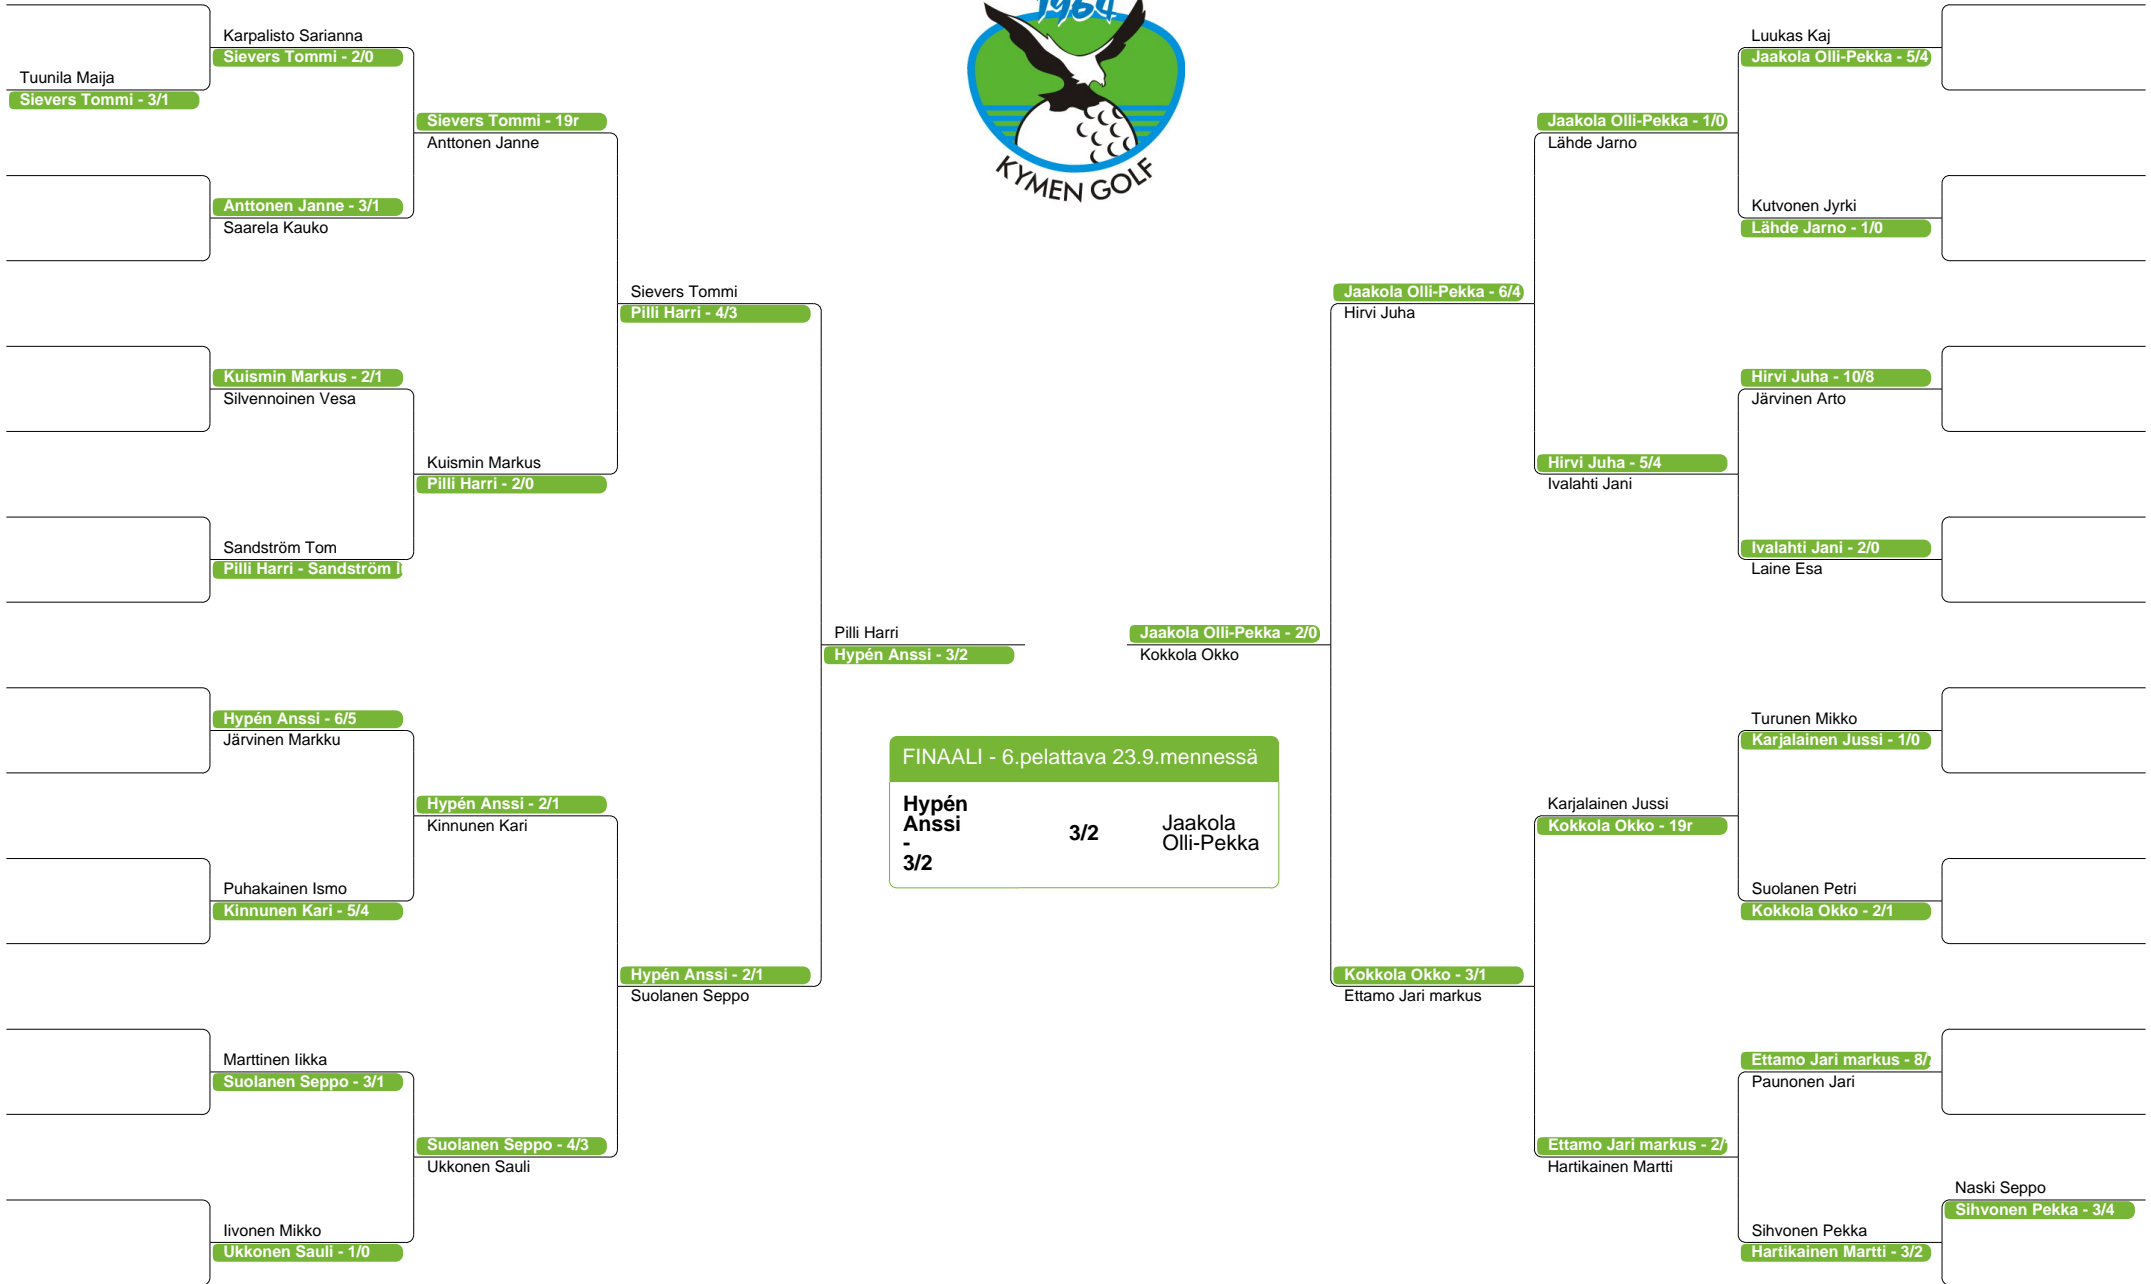 1964
KYMEN GOLF
Tuunila Maija
Sievers Tommi - 3/1
Karpalisto Sarianna
Sievers Tommi - 2/0
Anttonen Janne - 3/1
Saarela Kauko
Kuismin Markus - 2/1
Silvennoinen Vesa
Sandström Tom
Pilli Harri - Sandström
Hypén Anssi - 6/5
Järvinen Markku
Puhakainen Ismo
Kinnunen Kari - 5/4
Marttinen Iikka
Suolanen Seppo - 3/1
Iivonen Mikko
Ukkonen Sauli - 1/0
Sievers Tommi - 19r
Anttonen Janne
Kuismin Markus
Pilli Harri - 2/0
Hypén Anssi - 2/1
Kinnunen Kari
Suolanen Seppo - 4/3
Ukkonen Sauli
Sievers Tommi
Pilli Harri - 4/3
Hypén Anssi - 2/1
Suolanen Seppo
Pilli Harri
Hypén Anssi - 3/2
FINAALI - 6.pelattava 23.9.mennessä
Hypén
Anssi
-
3/2
3/2
Jaakola
Olli-Pekka
Jaakola Olli-Pekka - 2/0
Kokkola Okko
Jaakola Olli-Pekka - 6/4
Hirvi Juha
Kokkola Okko - 3/1
Ettamo Jari markus
Jaakola Olli-Pekka - 1/0
Lähde Jarno
Hirvi Juha - 5/4
Ivalahti Jani
Karjalainen Jussi
Kokkola Okko - 19r
Ettamo Jari markus - 2/
Hartikainen Martti
Luukas Kaj
Jaakola Olli-Pekka - 5/4
Kutvonen Jyrki
Lähde Jarno - 1/0
Hirvi Juha - 10/8
Järvinen Arto
Ivalahti Jani - 2/0
Laine Esa
Turunen Mikko
Karjalainen Jussi - 1/0
Suolanen Petri
Kokkola Okko - 2/1
Ettamo Jari markus - 8/
Paunonen Jari
Sihvonen Pekka
Hartikainen Martti - 3/2
Naski Seppo
Sihvonen Pekka - 3/4